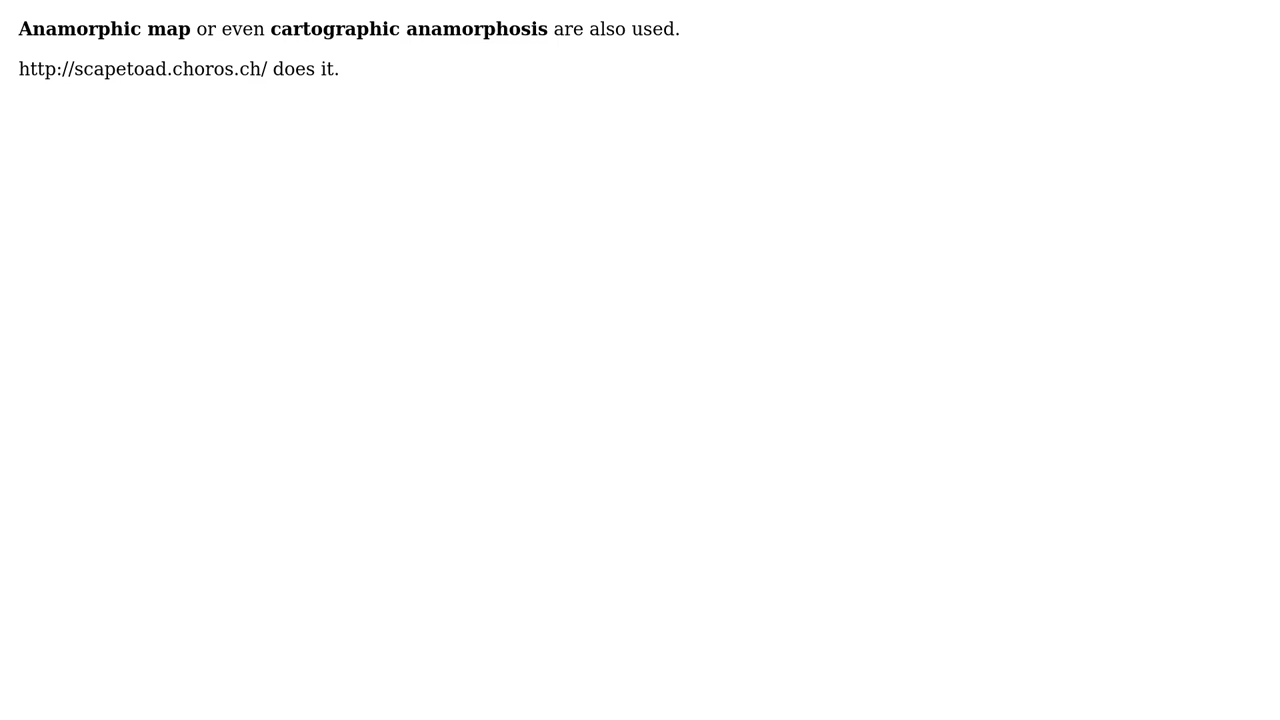 Anamorphic map or even cartographic anamorphosis are also used.
http://scapetoad.choros.ch/ does it.